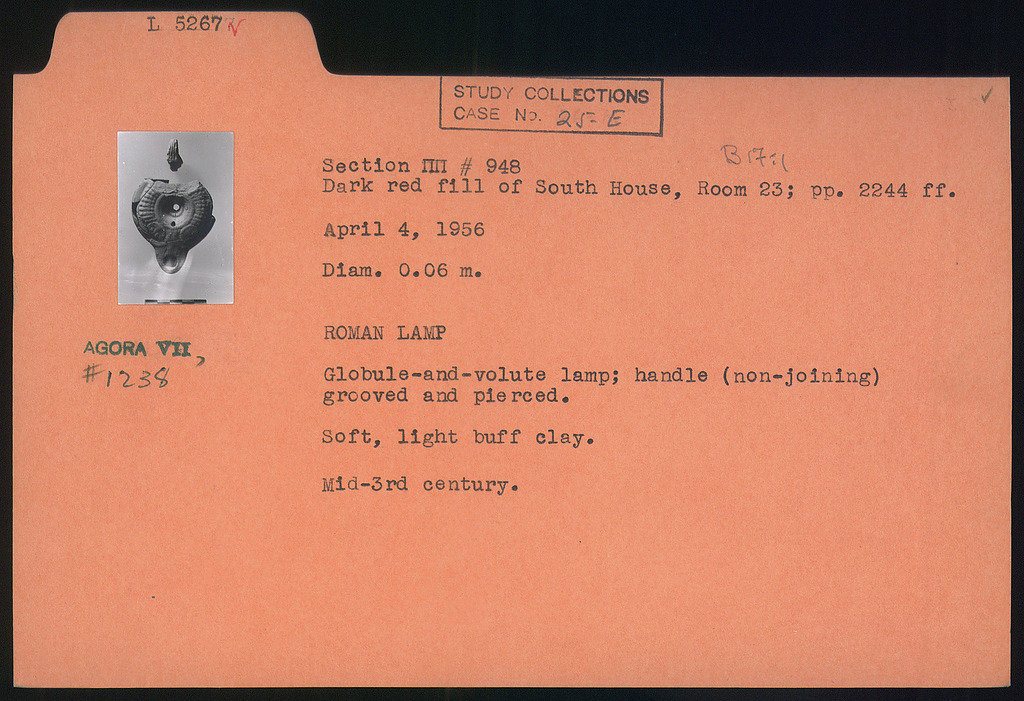 L 5267
STUDY COLLECTIONS
CASE No. 25-E
Section ΠΠ # 948
Dark red fill of South House, Room 23; pp. 2244 ff.
April 4, 1956
Diam. 0.06 m.
ROMAN LAMP
AGORA VII,
#1238
Globule-and-volute lamp; handle (non-joining)
grooved and pierced.
Soft, light buff clay.
Mid-3rd century.